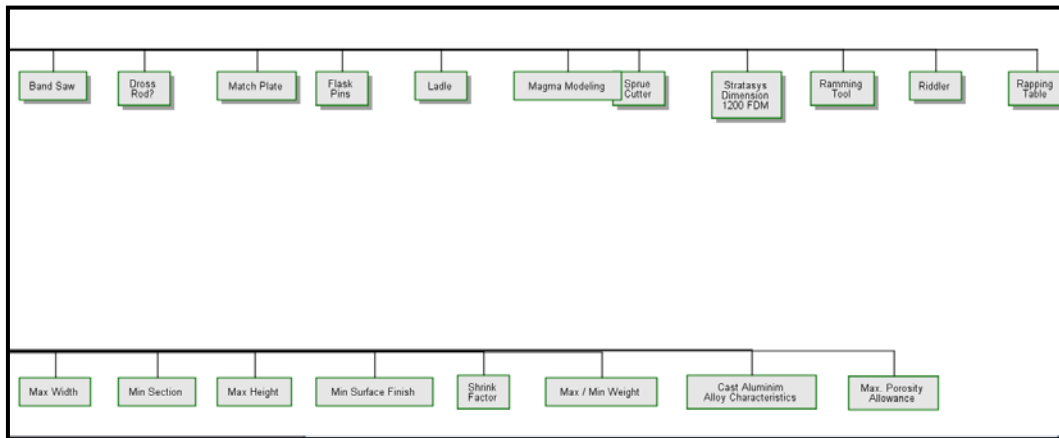 Band Saw
Dross
Rod?
Match Plate
Flask
Pins
Ladle
Magma Modeling
Sprue
Cutter
Stratasys
Dimension
1200 FDM
Ramming
Tool
Riddler
Rapping
Table
Max Width
Min Section
Max Height
Min Surface Finish
Shrink
Factor
Max / Min Weight
Cast Aluminim
Alloy Characteristics
Max. Porosity
Allowance